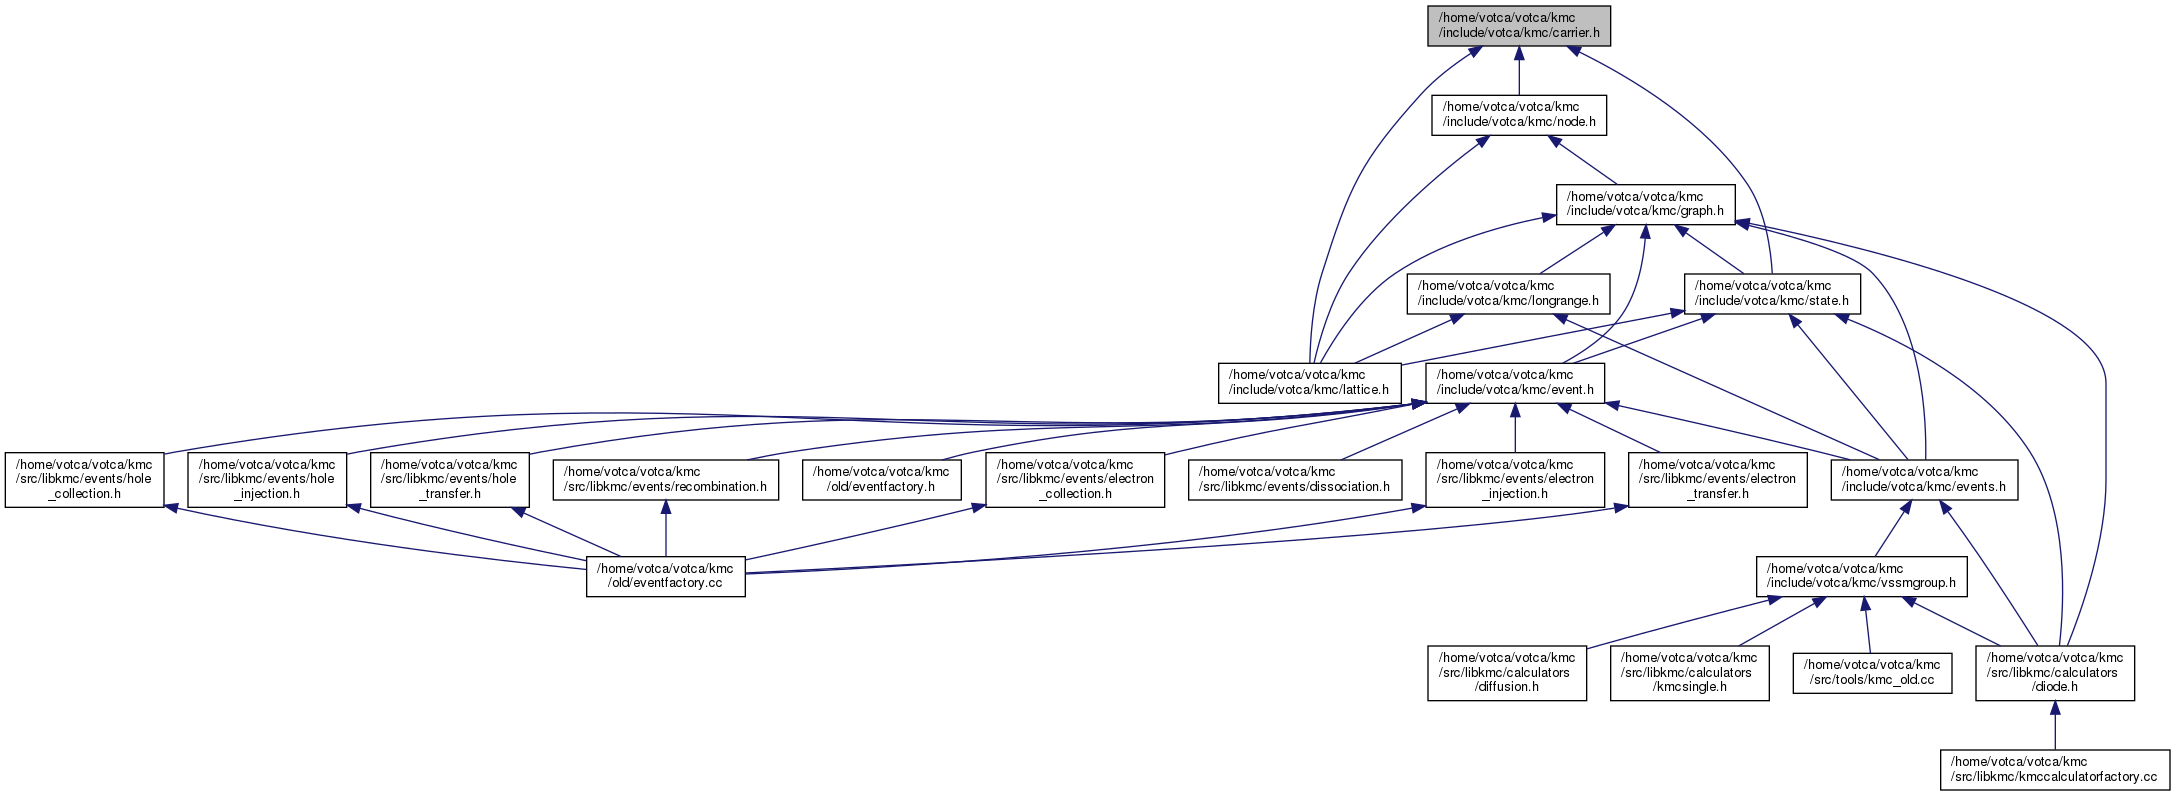 /home/votca/votca/kmc
/include/votca/kmc/carrier.h
/home/votca/votca/kmc
/include/votca/kmc/node.h
/home/votca/votca/kmc
/include/votca/kmc/graph.h
/home/votca/votca/kmc
/include/votca/kmc/longrange.h
/home/votca/votca/kmc
/include/votca/kmc/state.h
/home/votca/votca/kmc
/include/votca/kmc/lattice.h
/home/votca/votca/kmc
/include/votca/kmc/event.h
/home/votca/votca/kmc
/src/libkmc/events/hole
_collection.h
/home/votca/votca/kmc
/src/libkmc/events/hole
_injection.h
/home/votca/votca/kmc
/src/libkmc/events/hole
_transfer.h
/home/votca/votca/kmc
/src/libkmc/events/recombination.h
/home/votca/votca/kmc
/old/eventfactory.h
/home/votca/votca/kmc
/src/libkmc/events/electron
_collection.h
/home/votca/votca/kmc
/src/libkmc/events/dissociation.h
/home/votca/votca/kmc
/src/libkmc/events/electron
_injection.h
/home/votca/votca/kmc
/src/libkmc/events/electron
_transfer.h
/home/votca/votca/kmc
/include/votca/kmc/events.h
/home/votca/votca/kmc
/old/eventfactory.cc
/home/votca/votca/kmc
/include/votca/kmc/vssmgroup.h
/home/votca/votca/kmc
/src/libkmc/calculators
/diffusion.h
/home/votca/votca/kmc
/src/libkmc/calculators
/kmcsingle.h
/home/votca/votca/kmc
/src/tools/kmc_old.cc
/home/votca/votca/kmc
/src/libkmc/calculators
/diode.h
/home/votca/votca/kmc
/src/libkmc/kmccalculatorfactory.cc